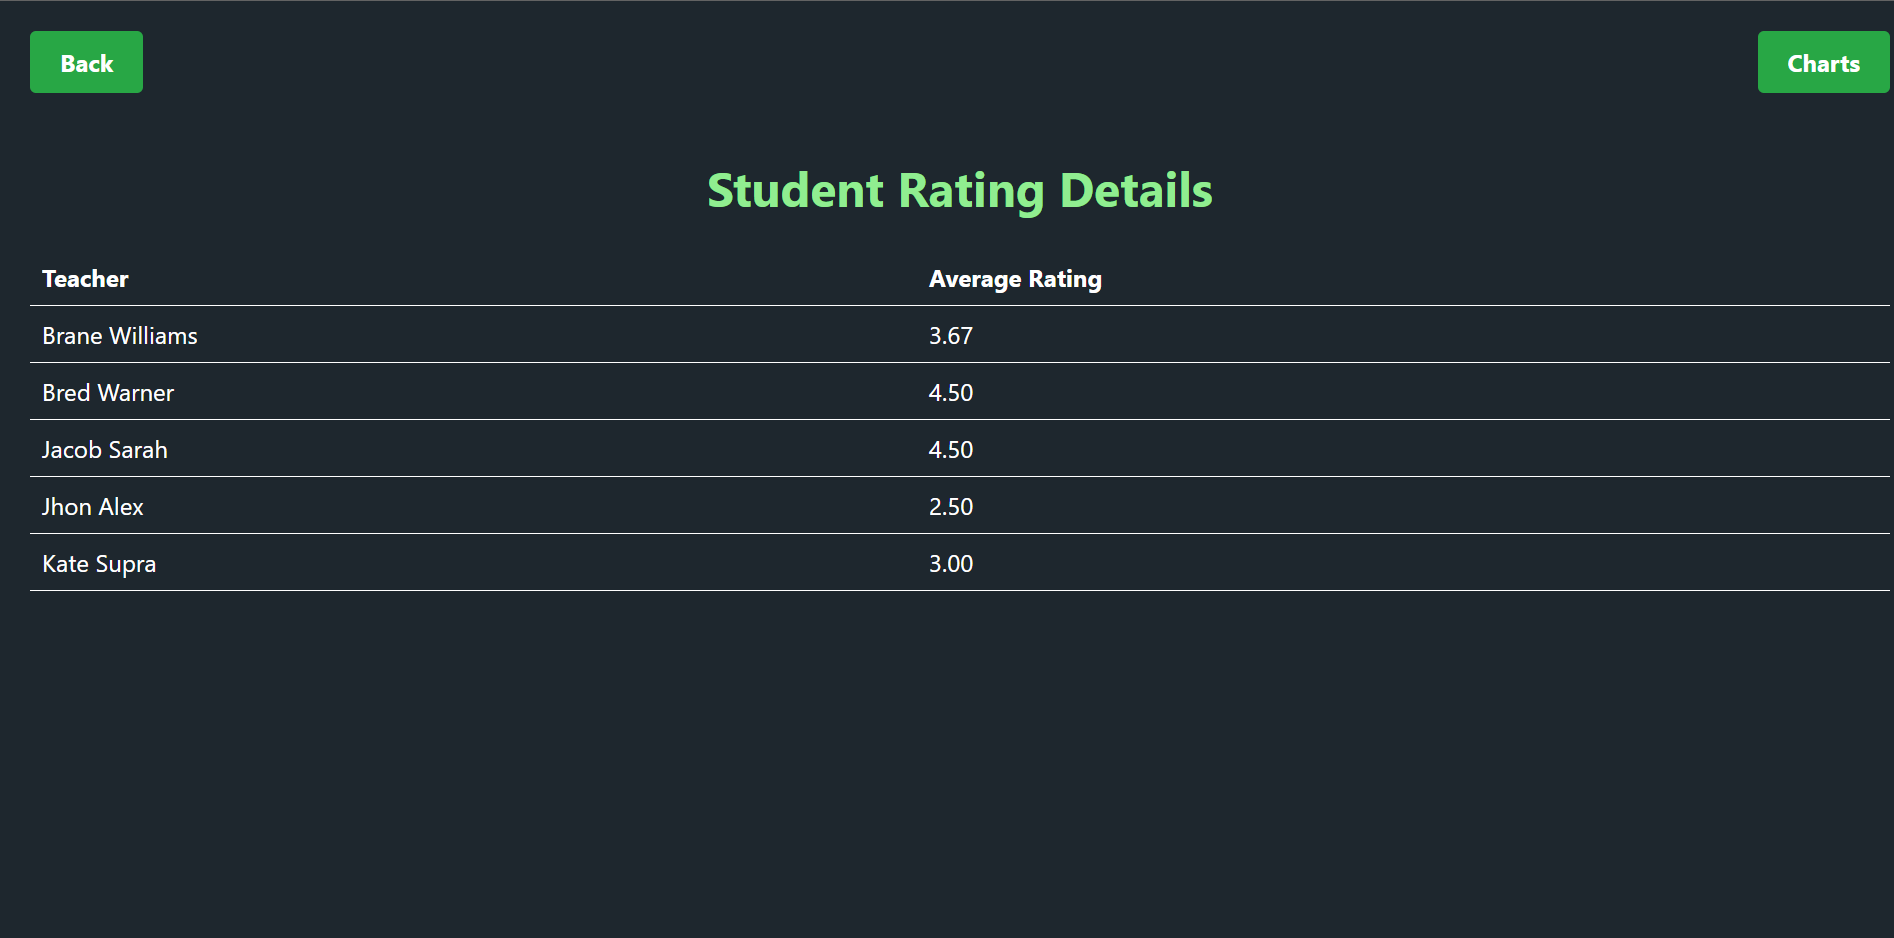 Back
Charts
Student Rating Details
Teacher Average Rating
Brane Williams 3.67
Bred Warner 4.50
Jacob Sarah 4.50
Jhon Alex 2.50
Kate Supra 3.00